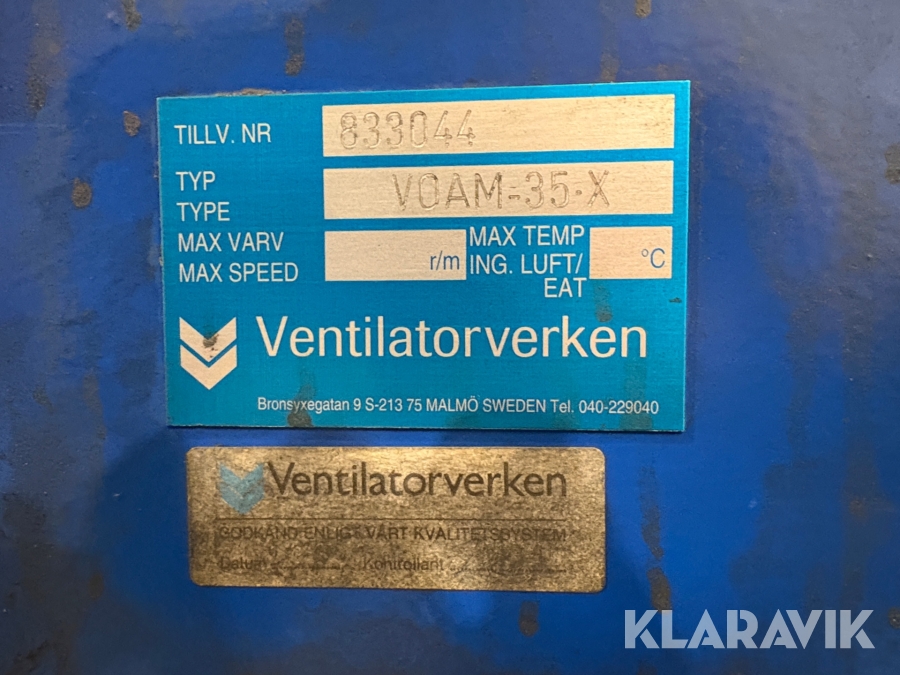 TILLV. NR 833044
TYP
TYPE VOAM-35-X
MAX VARV
MAX SPEED r/m
MAX TEMP
ING. LUFT/
EAT °C
Ventilatorverken
Bronsyxegatan 9 S-213 75 MALMÖ SWEDEN Tel. 040-229040
Ventilatorverken
GODKÄND ENLIGT VÅRT KVALITETSSYSTEM
Datum Kontrollant
KLARAVIK